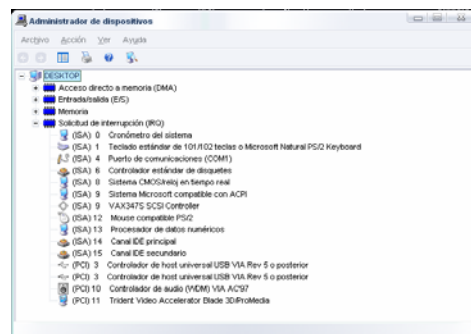 Administrador de dispositivos
Archivo Acción Ver Ayuda
DESKTOP
Acceso directo a memoria (DMA)
Entrada/salida (E/S)
Memoria
Solicitud de interrupción (IRQ)
(ISA) 0 Cronómetro del sistema
(ISA) 1 Teclado estándar de 101/102 teclas o Microsoft Natural PS/2 Keyboard
(ISA) 4 Puerto de comunicaciones (COM1)
(ISA) 6 Controlador estándar de disquetes
(ISA) 8 Sistema CMOS/reloj en tiempo real
(ISA) 9 Sistema Microsoft compatible con ACPI
(ISA) 9 VAX347S SCSI Controller
(ISA) 12 Mouse compatible PS/2
(ISA) 13 Procesador de datos numéricos
(ISA) 14 Canal IDE principal
(ISA) 15 Canal IDE secundario
(PCI) 3 Controlador de host universal USB VIA Rev 5 o posterior
(PCI) 3 Controlador de host universal USB VIA Rev 5 o posterior
(PCI) 10 Controlador de audio (WDM) VIA AC'97
(PCI) 11 Trident Video Accelerator Blade 3D/ProMedia